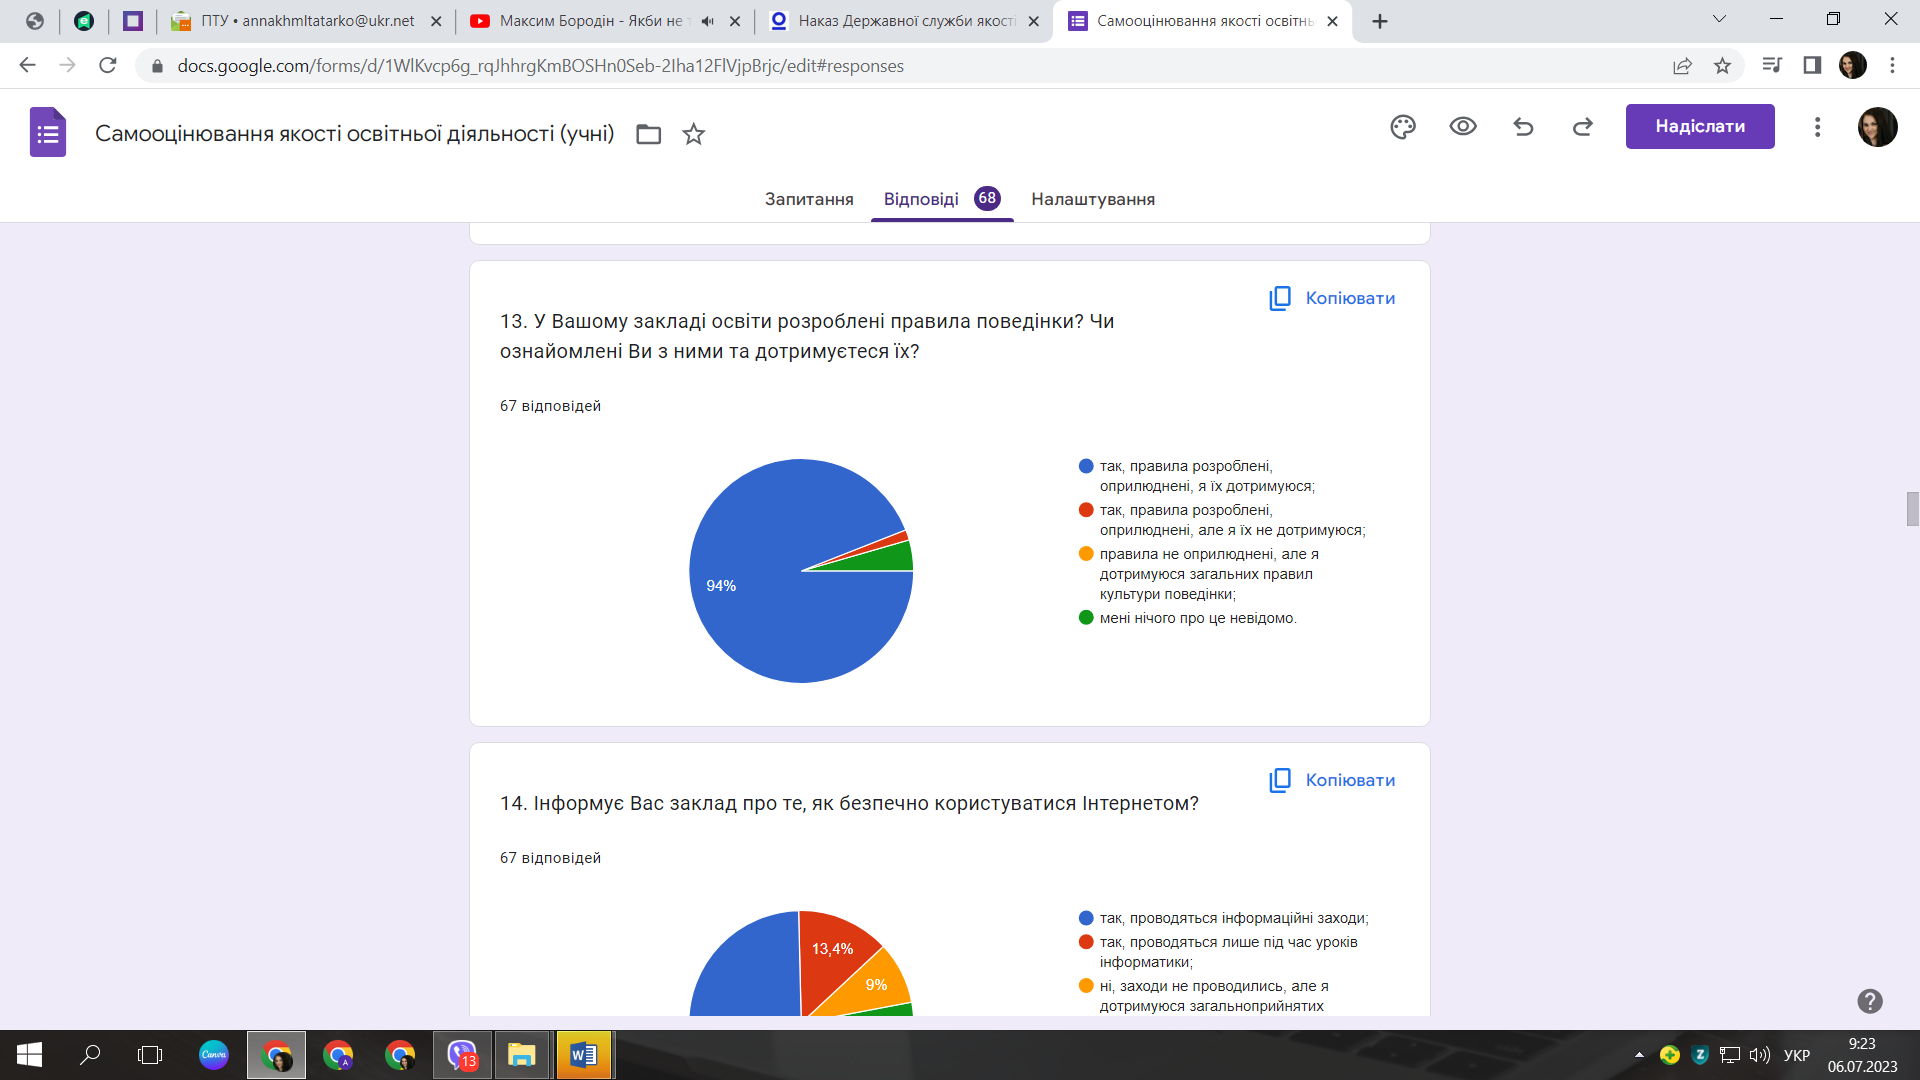 ПТУ • annakhmltatarko@ukr.net
Максим Бородін - Якби не
Наказ Державної служби якості
Самооцінювання якості освітнь
docs.google.com/forms/d/1WlKvcp6g_rqJhhrgKmBOSHn0Seb-2Iha12FlVjpBrjc/edit#responses
Самооцінювання якості освітньої діяльності (учні)
Надіслати
Запитання
Відповіді 68
Налаштування
Копіювати
13. У Вашому закладі освіти розроблені правила поведінки? Чи
ознайомлені Ви з ними та дотримуєтеся їх?
67 відповідей
94%
так, правила розроблені,
оприлюднені, я їх дотримуюся;
так, правила розроблені,
оприлюднені, але я їх не дотримуюся;
правила не оприлюднені, але я
дотримуюся загальних правил
культури поведінки;
мені нічого про це невідомо.
Копіювати
14. Інформує Вас заклад про те, як безпечно користуватися Інтернетом?
67 відповідей
13,4%
9%
так, проводяться інформаційні заходи;
так, проводяться лише під час уроків
інформатики;
ні, заходи не проводились, але я
дотримуюся загальноприйнятих
Canva
A
13
УКР
9:23
06.07.2023